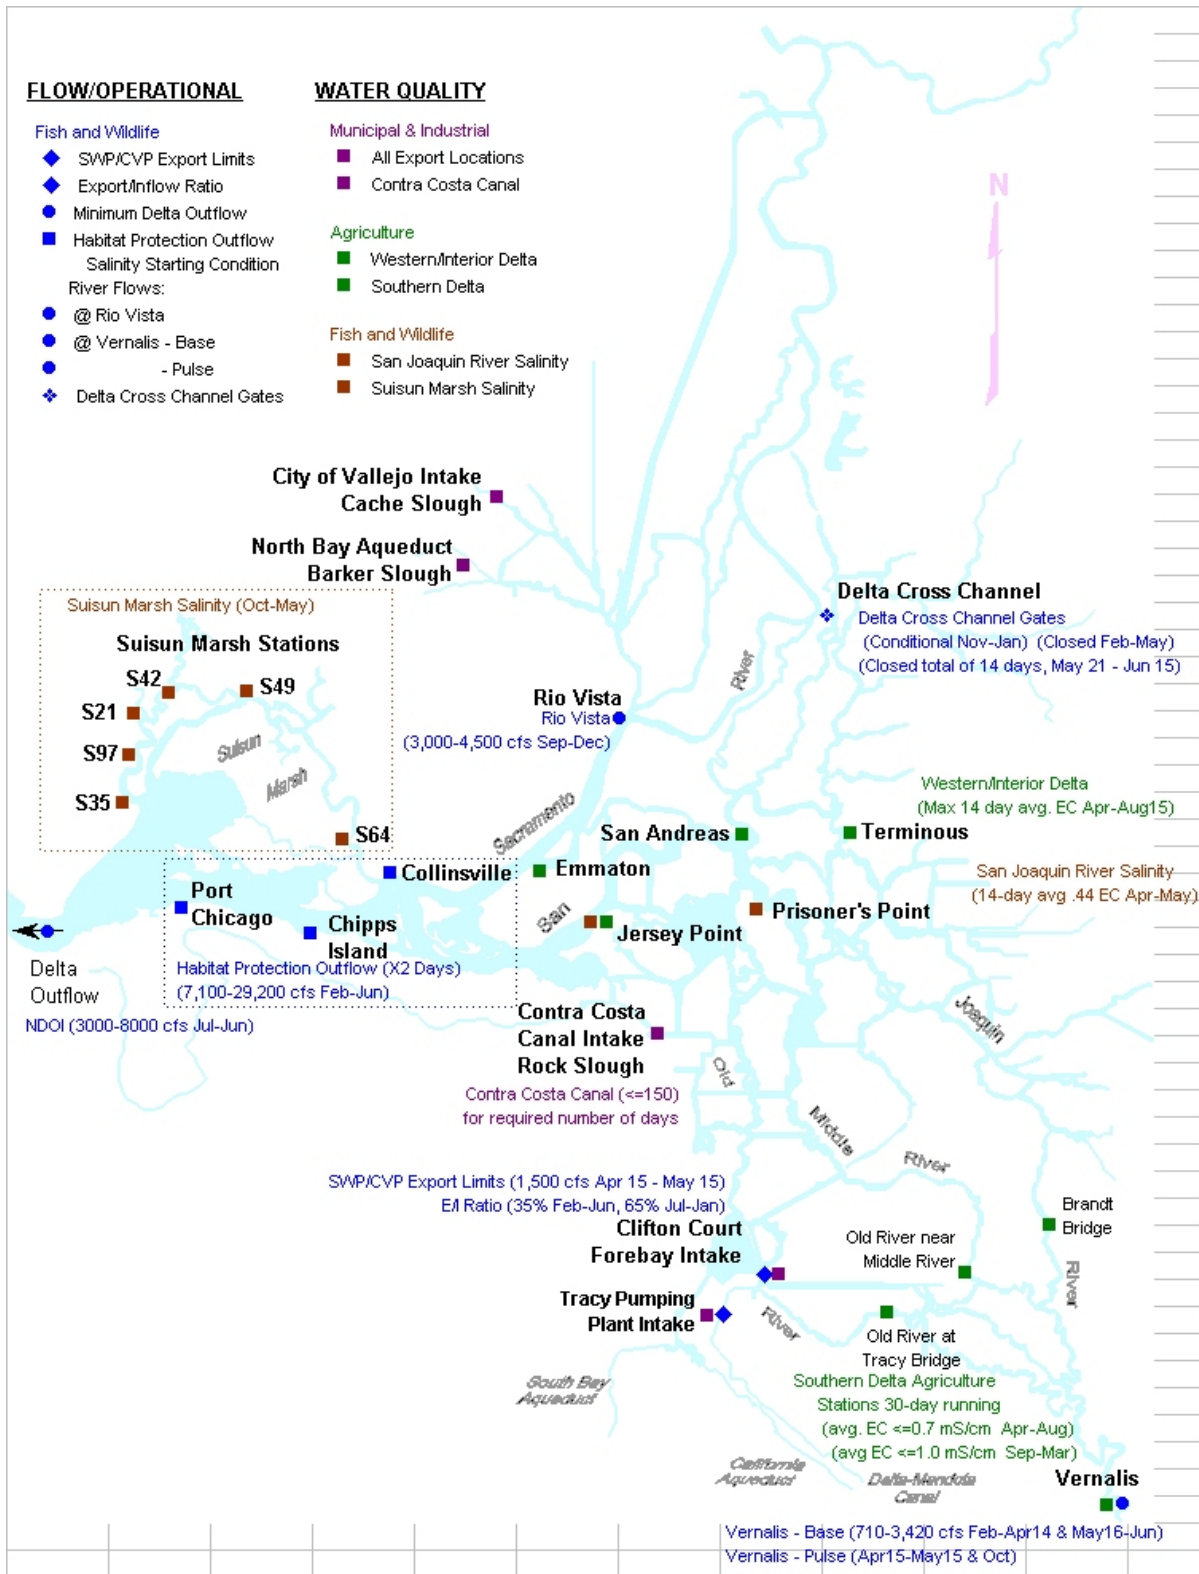 FLOW/OPERATIONAL
Fish and Wildlife
SWP/CVP Export Limits
Export/Inflow Ratio
Minimum Delta Outflow
Habitat Protection Outflow
Salinity Starting Condition
River Flows:
@ Rio Vista
@ Vernalis - Base
- Pulse
Delta Cross Channel Gates
WATER QUALITY
Municipal & Industrial
All Export Locations
Contra Costa Canal
Agriculture
Western/Interior Delta
Southern Delta
Fish and Wildlife
San Joaquin River Salinity
Suisun Marsh Salinity
N
City of Vallejo Intake
Cache Slough
North Bay Aqueduct
Barker Slough
Suisun Marsh Salinity (Oct-May)
Suisun Marsh Stations
S42
S49
S21
S97
S35
S64
Suisun
Marsh
Delta Cross Channel
Delta Cross Channel Gates
(Conditional Nov-Jan) (Closed Feb-May)
(Closed total of 14 days, May 21 - Jun 15)
River
Rio Vista
Rio Vista
(3,000-4,500 cfs Sep-Dec)
Sacramento
Western/Interior Delta
(Max 14 day avg. EC Apr-Aug15)
San Andreas
Terminous
Collinsville
Emmaton
San Joaquin River Salinity
(14-day avg .44 EC Apr-May)
Port
Chicago
Chipps
Island
San
Jersey Point
Prisoner's Point
Habitat Protection Outflow (X2 Days)
(7,100-29,200 cfs Feb-Jun)
Delta
Outflow
NDOI (3000-8000 cfs Jul-Jun)
Joaquin
Contra Costa
Canal Intake
Rock Slough
Contra Costa Canal (<=150)
for required number of days
Old
Middle
River
SWP/CVP Export Limits (1,500 cfs Apr 15 - May 15)
E/I Ratio (35% Feb-Jun, 65% Jul-Jan)
Clifton Court
Forebay Intake
Old River near
Middle River
Brandt
Bridge
River
Tracy Pumping
Plant Intake
River
Old River at
Tracy Bridge
South Bay
Aqueduct
Southern Delta Agriculture
Stations 30-day running
(avg. EC <=0.7 mS/cm Apr-Aug)
(avg EC <=1.0 mS/cm Sep-Mar)
California
Aqueduct
Delta-Mendota
Canal
Vernalis
Vernalis - Base (710-3,420 cfs Feb-Apr14 & May16-Jun)
Vernalis - Pulse (Apr15-May15 & Oct)